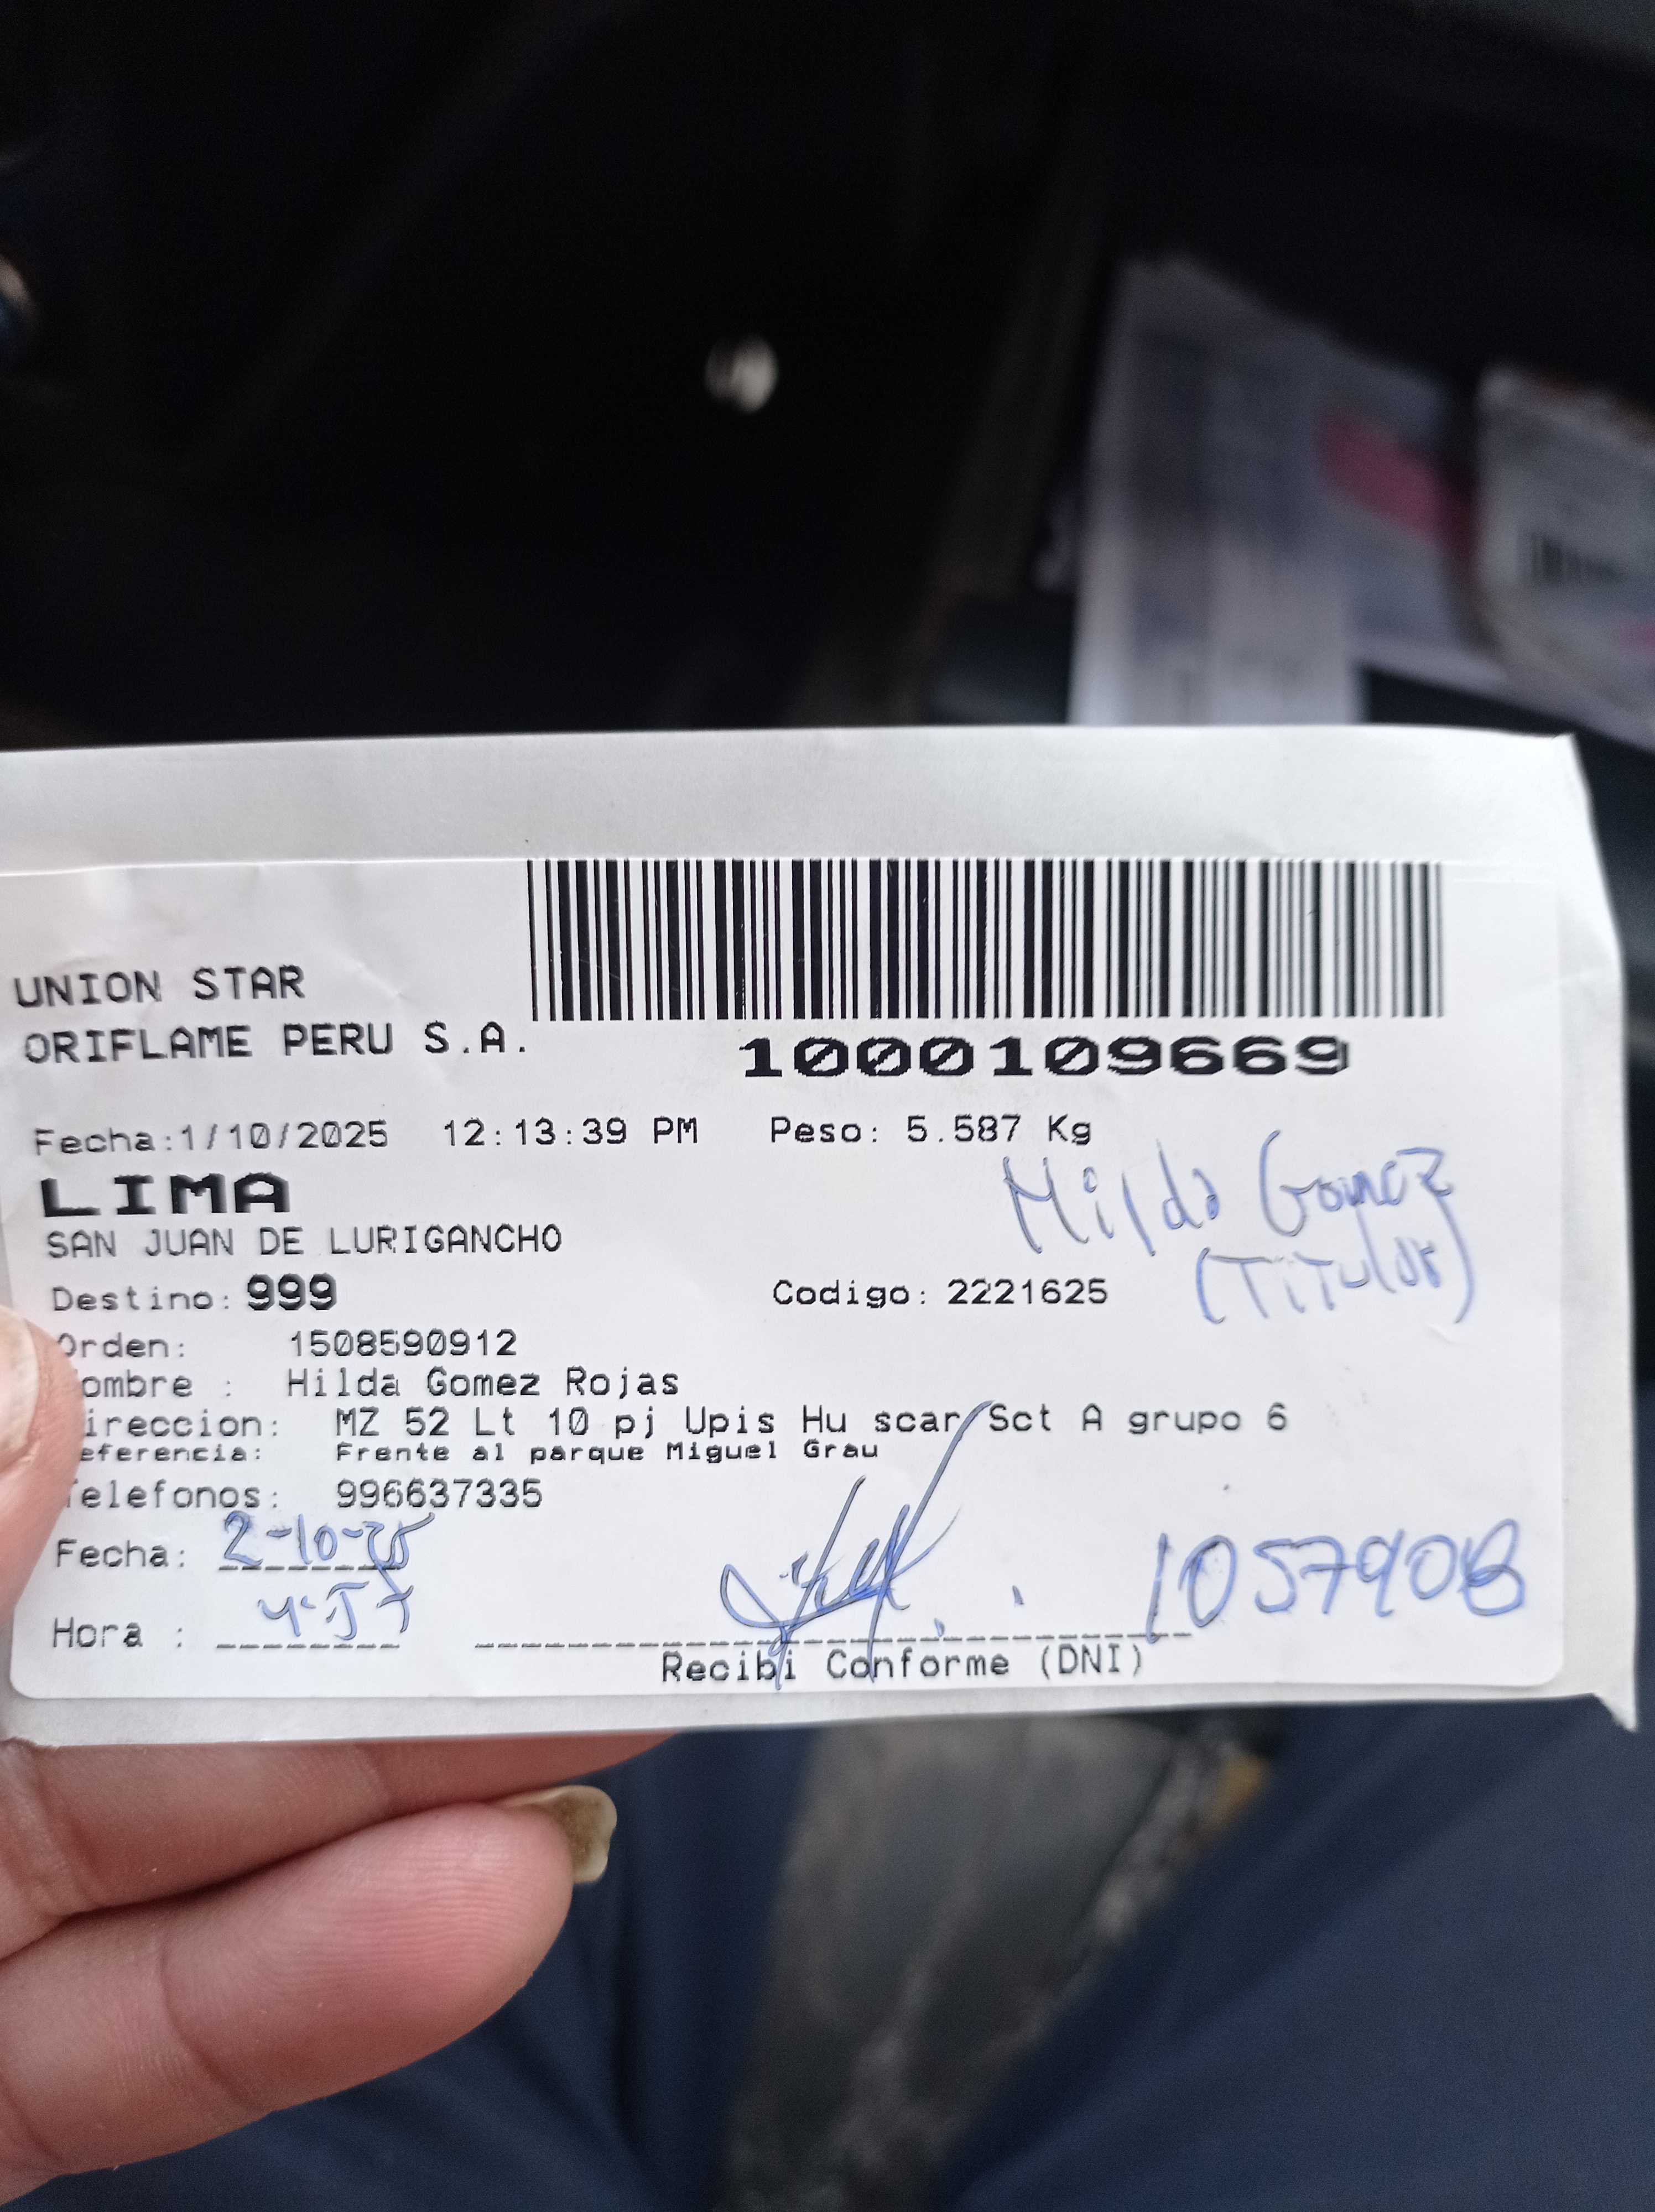 UNION STAR
ORIFLAME PERU S.A.
1000109669
Fecha:1/10/2025 12:13:39 PM Peso: 5.587 Kg
LIMA
Hilda Gomez
SAN JUAN DE LURIGANCHO
(Titular)
Destino: 999 Codigo: 2221625
Orden: 1508590912
ombre : Hilda Gomez Rojas
ireccion: MZ 52 Lt 10 pj Upis Hu scar Sct A grupo 6
eferencia: Frente al parque Miguel Grau
Telefonos: 996637335
Fecha: 2-10-25
10579408
Hora :
Recibi Conforme (DNI)